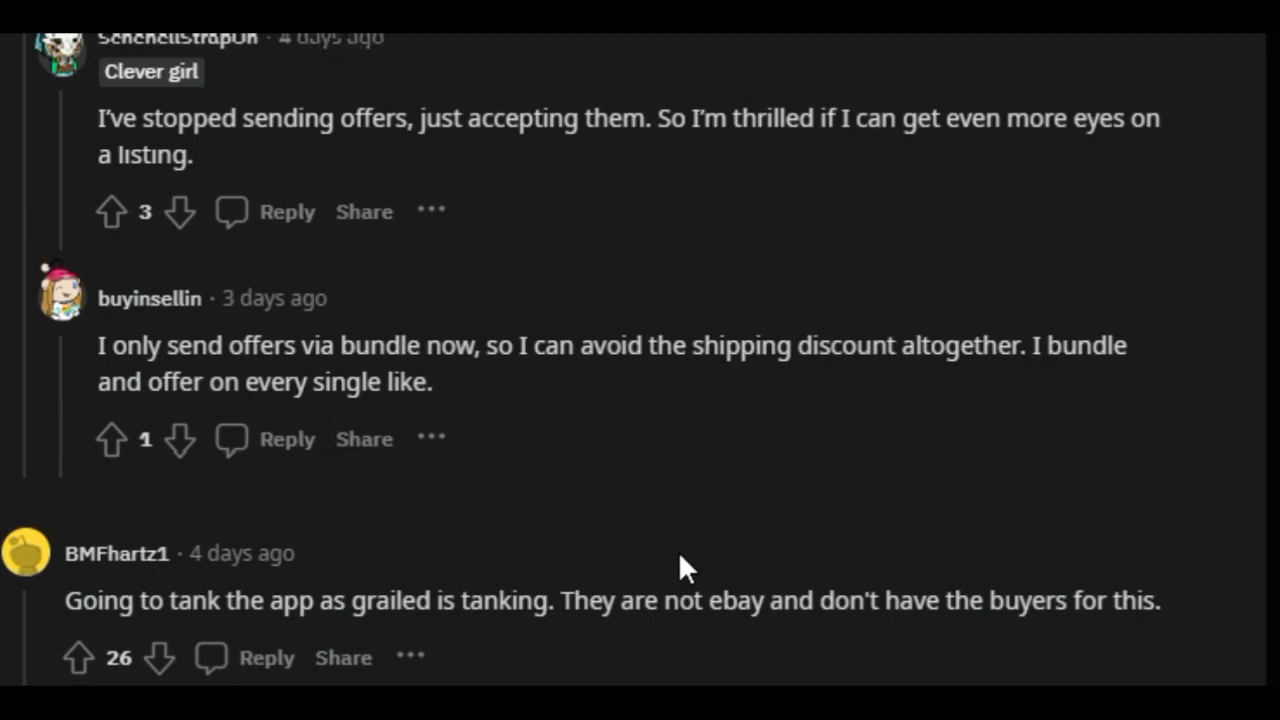 · 4 days ago
Clever girl
I've stopped sending offers, just accepting them. So I'm thrilled if I can get even more eyes on
a listing.
3 Reply Share ···
buyinsellin · 3 days ago
I only send offers via bundle now, so I can avoid the shipping discount altogether. I bundle
and offer on every single like.
1 Reply Share ···
BMFhartz1 · 4 days ago
Going to tank the app as grailed is tanking. They are not ebay and don't have the buyers for this.
26 Reply Share ···